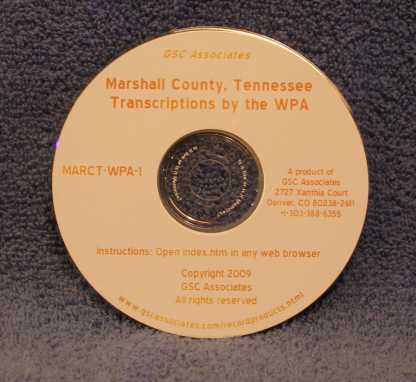 GSC Associates
Marshall County, Tennessee
Transcriptions by the WPA
MARCT-WPA-1
A product of
GSC Associates
2727 Xanthia Court
Denver, CO 80238-2611
+1-303-388-6355
Instructions: Open index.htm in any web browser
Copyright 2009
GSC Associates
All rights reserved
www.gscassociates.com/recordproducts.html